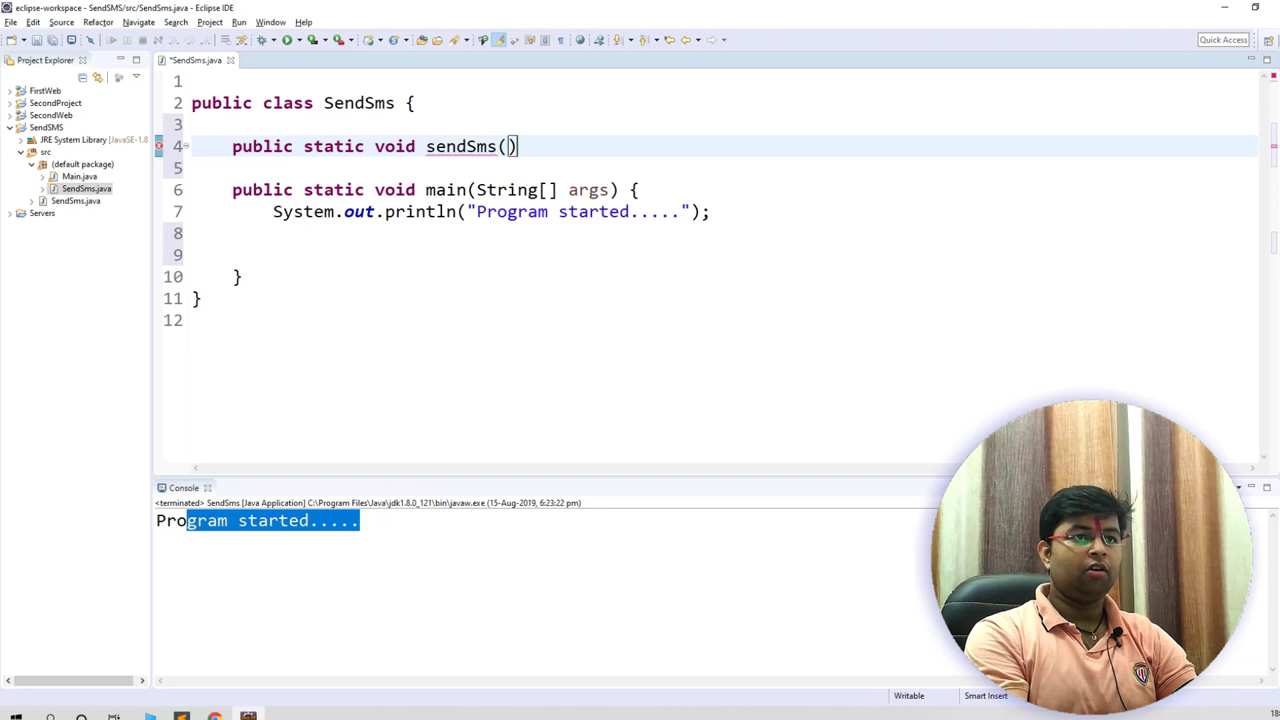 eclipse-workspace - SendSMS/src/SendSms.java - Eclipse IDE
File Edit Source Refactor Navigate Search Project Run Window Help
Quick Access
Project Explorer
*SendSms.java
FirstWeb
SecondProject
SecondWeb
SendSMS
JRE System Library [JavaSE-1.8
src
(default package)
Main.java
SendSms.java
SendSms.java
Servers
1
2 public class SendSms {
3
4 public static void sendSms()
5
6 public static void main(String[] args) {
7 System.out.println("Program started.....");
8
9
10 }
11 }
12
Console
<terminated> SendSms [Java Application] C:\Program Files\Java\jdk1.8.0_121\bin\javaw.exe (15-Aug-2019, 6:23:22 pm)
Program started.....
Writable Smart Insert